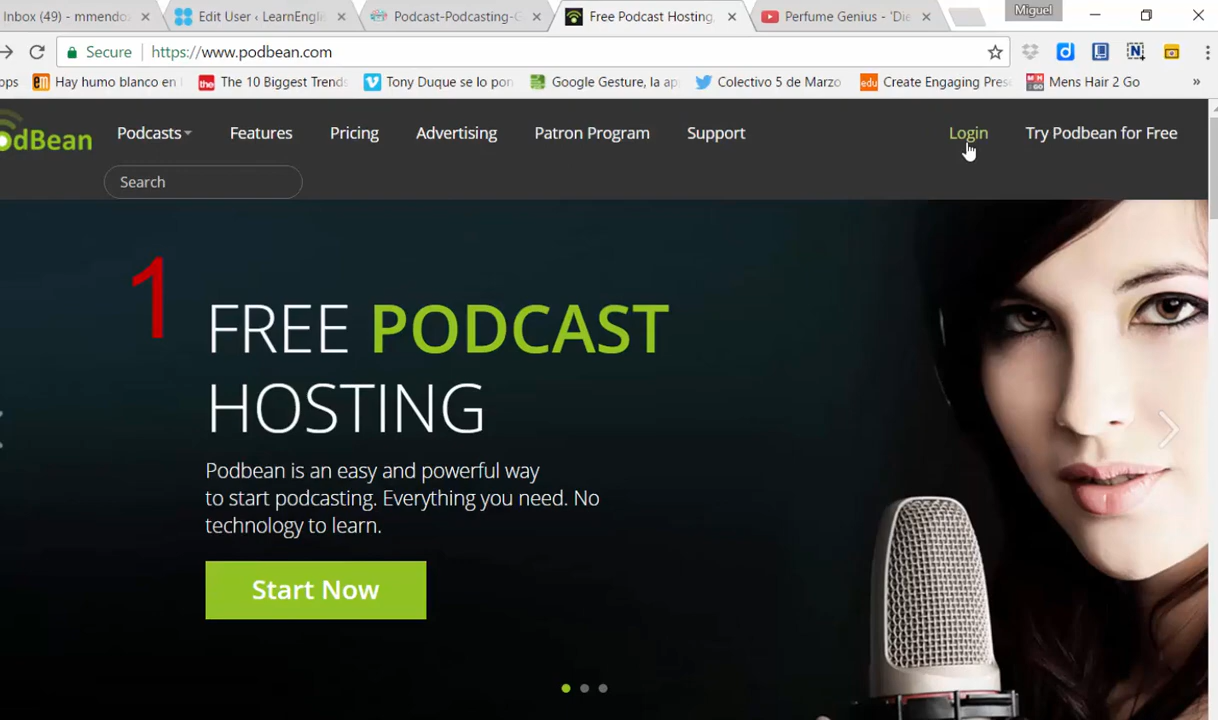 Miguel
Inbox (49) - mmendo
Edit User ‹ LearnEngl
Podcast-Podcasting-G
Free Podcast Hosting,
Perfume Genius - 'Die
Secure https://www.podbean.com
pps Hay humo blanco en l The 10 Biggest Trends Tony Duque se lo pon Google Gesture, la ap Colectivo 5 de Marzo Create Engaging Pres Mens Hair 2 Go »
odBean Podcasts Features Pricing Advertising Patron Program Support Login Try Podbean for Free
Search
1
FREE PODCAST
HOSTING
Podbean is an easy and powerful way
to start podcasting. Everything you need. No
technology to learn.
Start Now